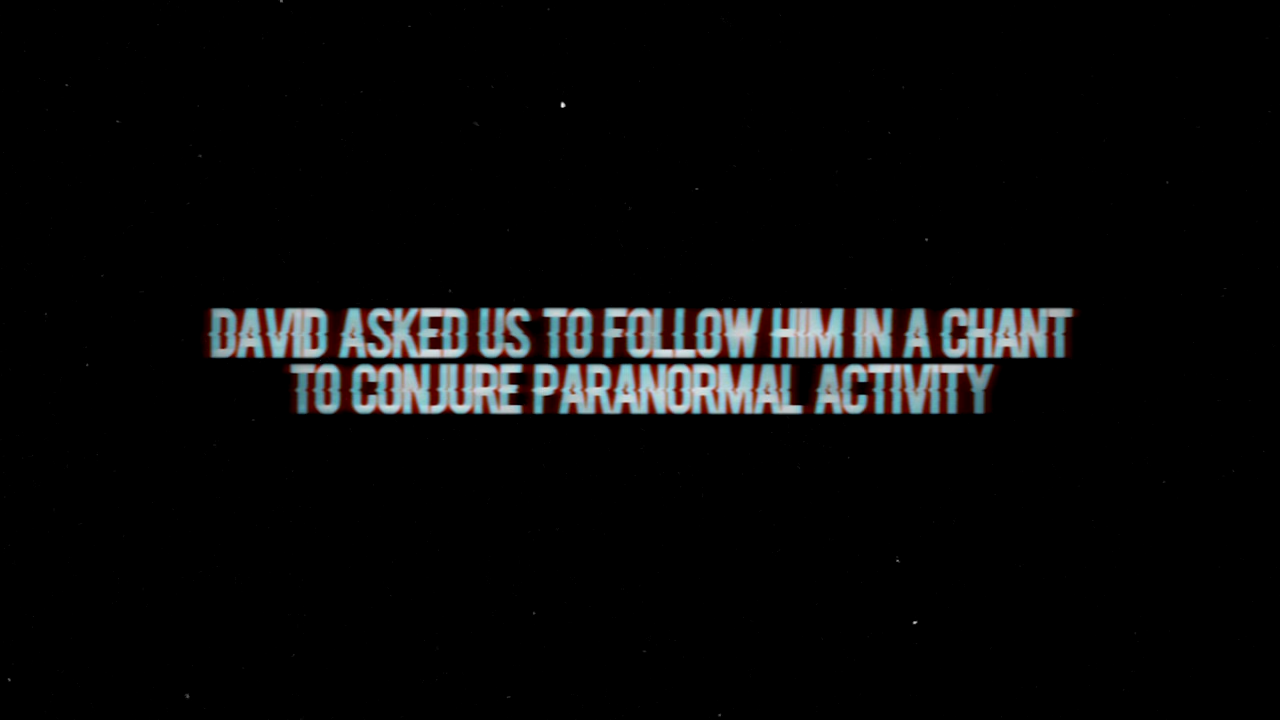 DAVID ASKED US TO FOLLOW HIM IN A CHANT
TO CONJURE PARANORMAL ACTIVITY